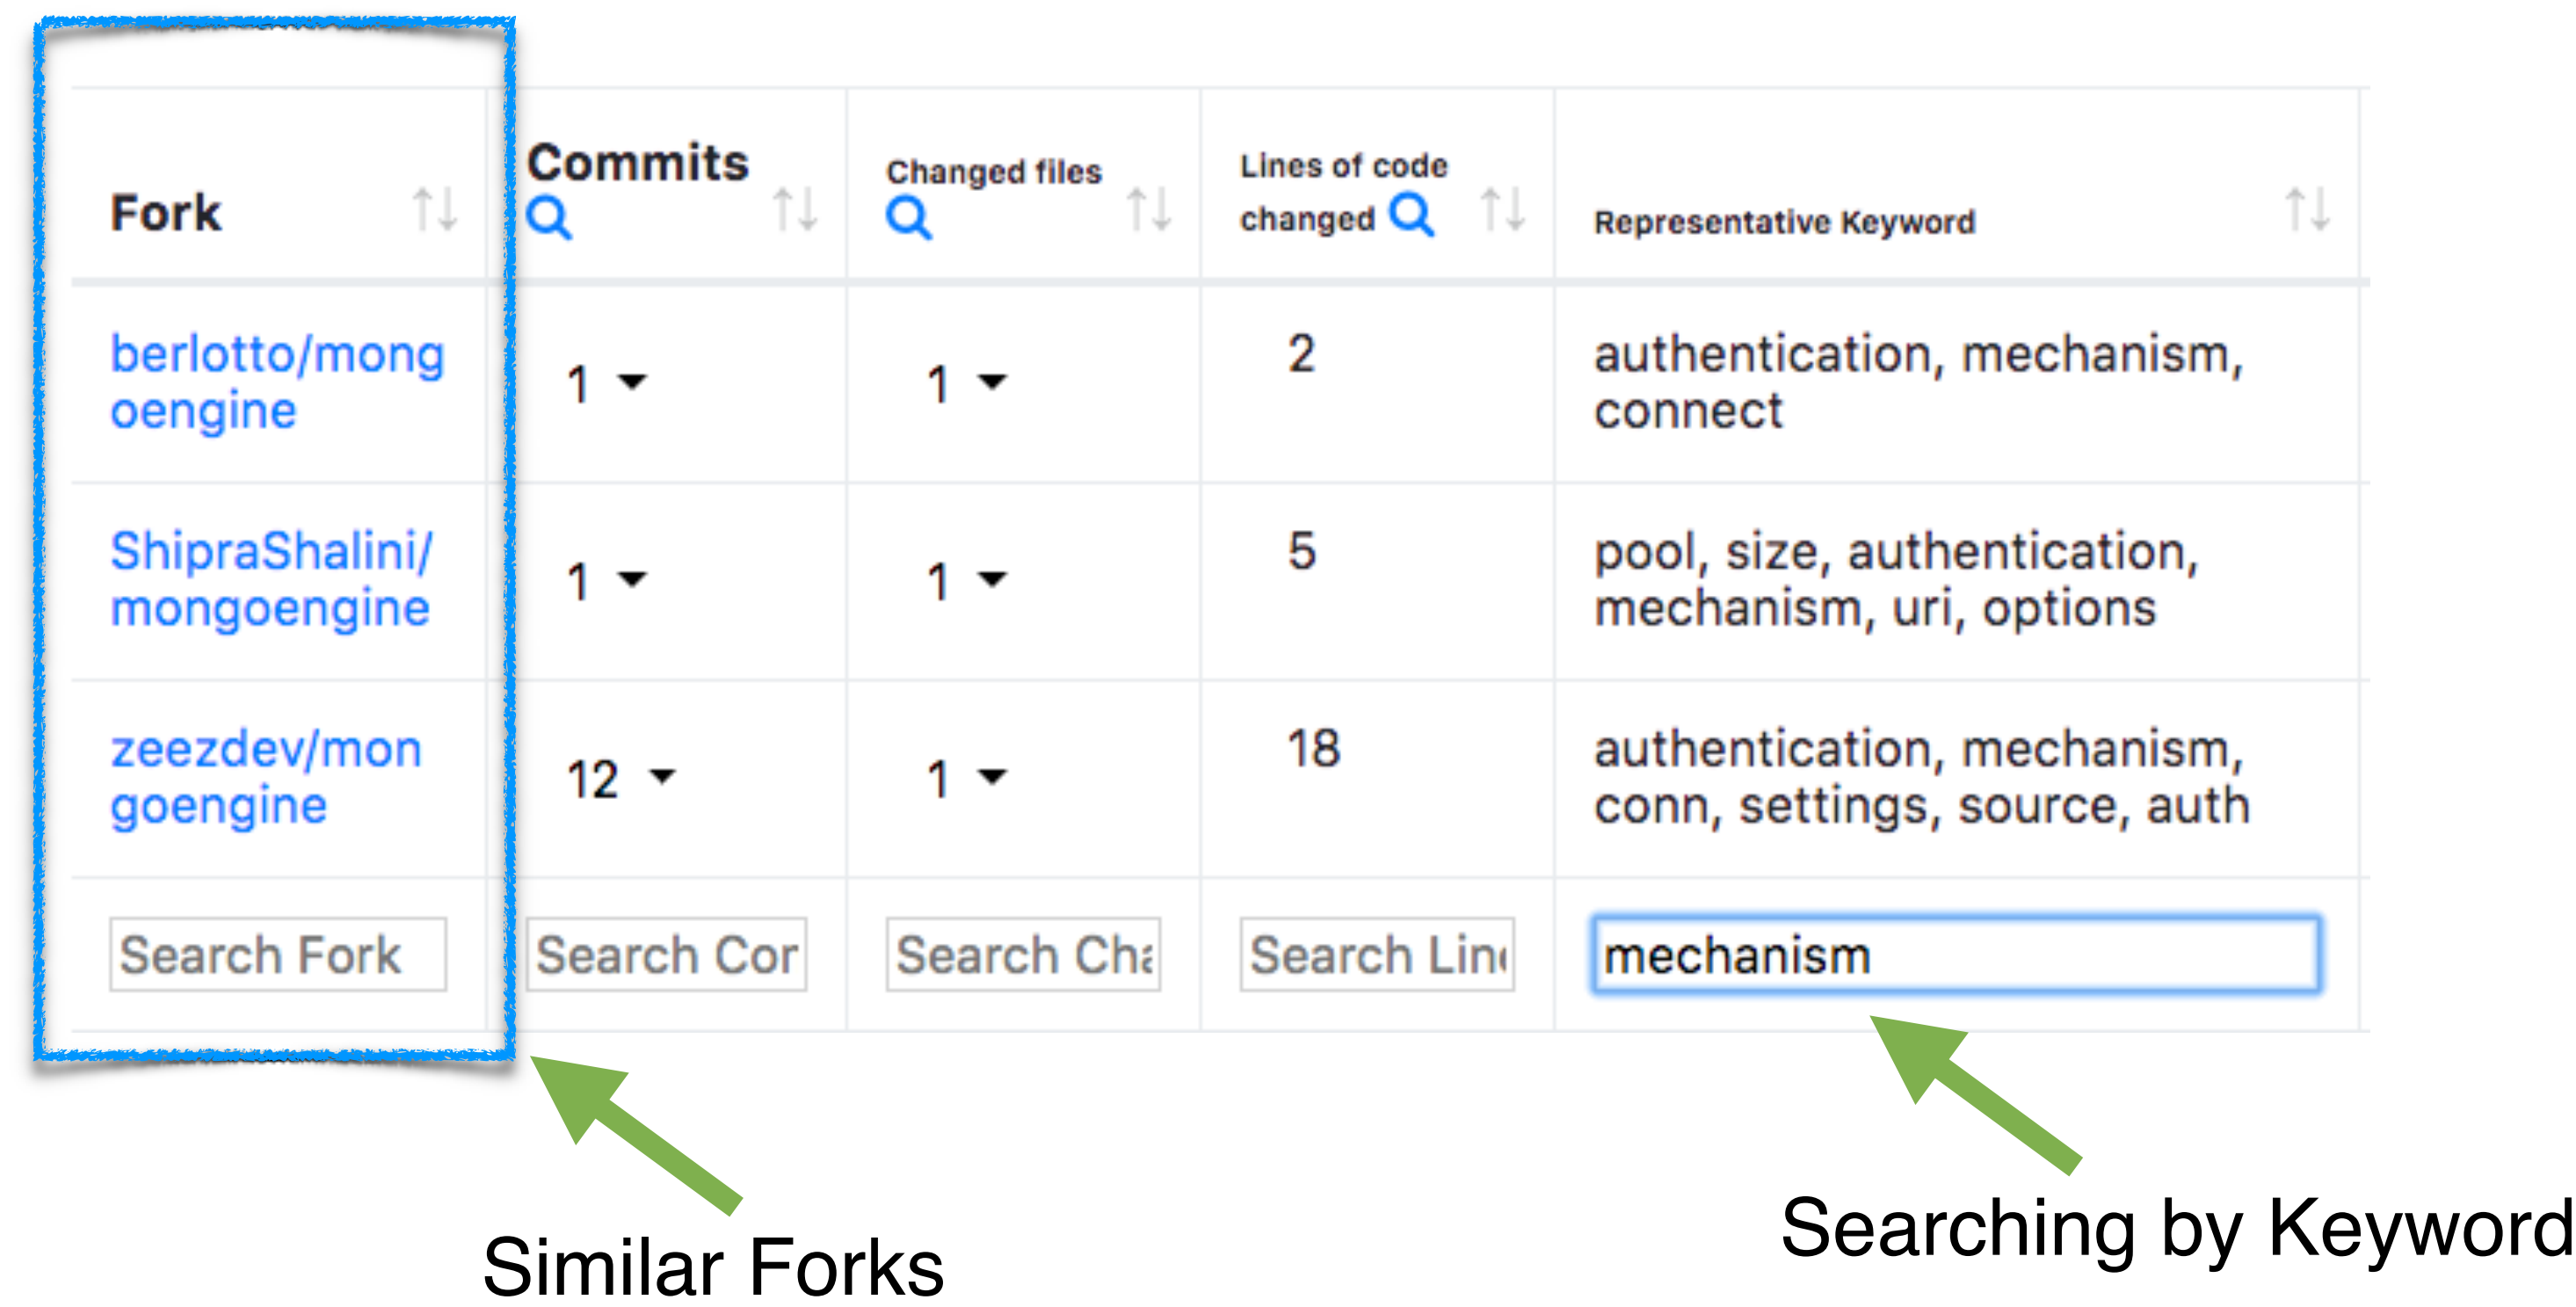 Fork
Commits
Changed files
Lines of code
changed
Representative Keyword
berlotto/mong
oengine
1
1
2
authentication, mechanism,
connect
ShipraShalini/
mongoengine
1
1
5
pool, size, authentication,
mechanism, uri, options
zeezdev/mon
goengine
12
1
18
authentication, mechanism,
conn, settings, source, auth
Search Fork
Search Cor
Search Cha
Search Line
mechanism
Similar Forks
Searching by Keyword